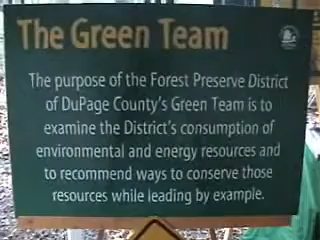 The Green Team
The purpose of the Forest Preserve District
of DuPage County's Green Team is to
examine the District's consumption of
environmental and energy resources and
to recommend ways to conserve those
resources while leading by example.